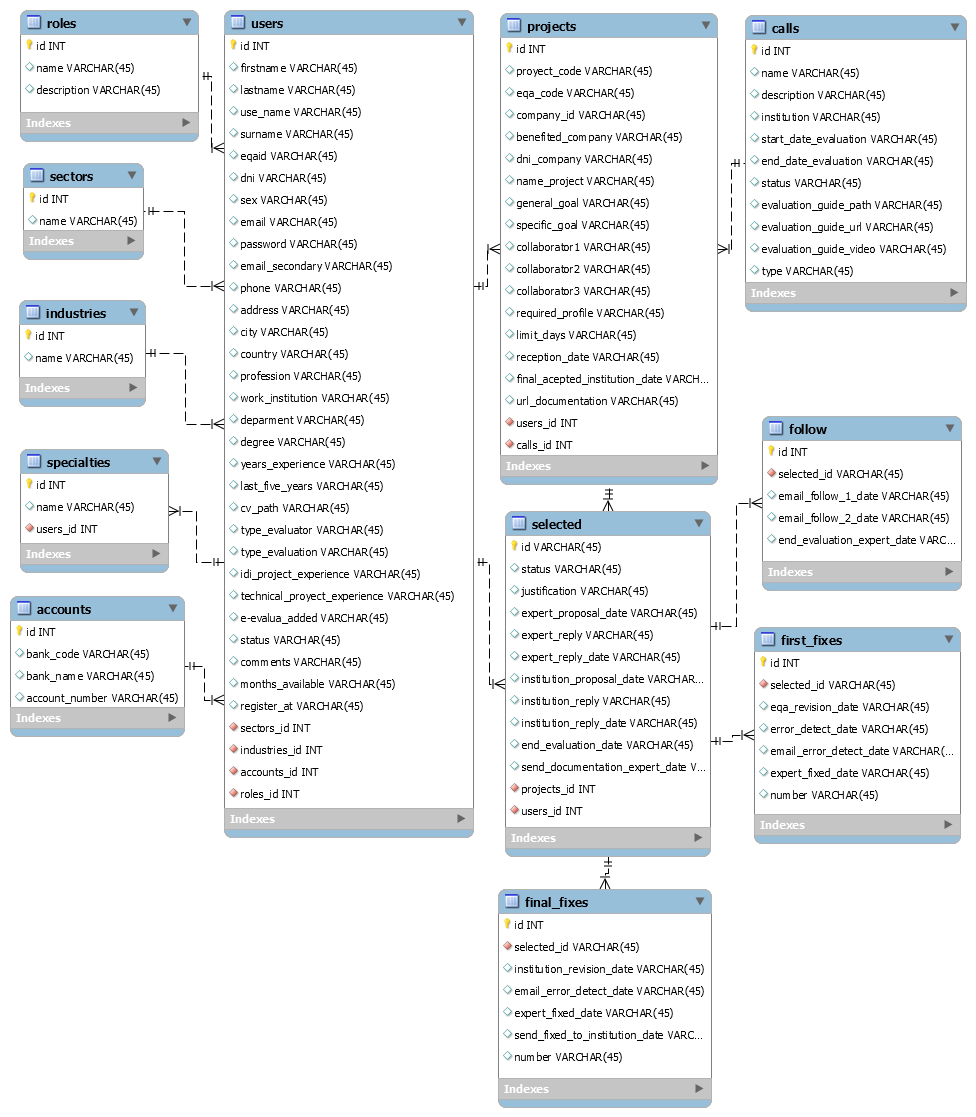 roles
id INT
name VARCHAR(45)
description VARCHAR(45)
Indexes
sectors
id INT
name VARCHAR(45)
Indexes
industries
id INT
name VARCHAR(45)
Indexes
specialties
id INT
name VARCHAR(45)
users_id INT
Indexes
accounts
id INT
bank_code VARCHAR(45)
bank_name VARCHAR(45)
account_number VARCHAR(45)
Indexes
users
id INT
firstname VARCHAR(45)
lastname VARCHAR(45)
use_name VARCHAR(45)
surname VARCHAR(45)
eqaid VARCHAR(45)
dni VARCHAR(45)
sex VARCHAR(45)
email VARCHAR(45)
password VARCHAR(45)
email_secondary VARCHAR(45)
phone VARCHAR(45)
address VARCHAR(45)
city VARCHAR(45)
country VARCHAR(45)
profession VARCHAR(45)
work_institution VARCHAR(45)
deparment VARCHAR(45)
degree VARCHAR(45)
years_experience VARCHAR(45)
last_five_years VARCHAR(45)
cv_path VARCHAR(45)
type_evaluator VARCHAR(45)
type_evaluation VARCHAR(45)
idi_project_experience VARCHAR(45)
technical_proyect_experience VARCHAR(45)
e-evalua_added VARCHAR(45)
status VARCHAR(45)
comments VARCHAR(45)
months_available VARCHAR(45)
register_at VARCHAR(45)
sectors_id INT
industries_id INT
accounts_id INT
roles_id INT
Indexes
projects
id INT
proyect_code VARCHAR(45)
eqa_code VARCHAR(45)
company_id VARCHAR(45)
benefited_company VARCHAR(45)
dni_company VARCHAR(45)
name_project VARCHAR(45)
general_goal VARCHAR(45)
specific_goal VARCHAR(45)
collaborator1 VARCHAR(45)
collaborator2 VARCHAR(45)
collaborator3 VARCHAR(45)
required_profile VARCHAR(45)
limit_days VARCHAR(45)
reception_date VARCHAR(45)
final_acepted_institution_date VARCH...
url_documentation VARCHAR(45)
users_id INT
calls_id INT
Indexes
selected
id VARCHAR(45)
status VARCHAR(45)
justification VARCHAR(45)
expert_proposal_date VARCHAR(45)
expert_reply VARCHAR(45)
expert_reply_date VARCHAR(45)
institution_proposal_date VARCHAR...
institution_reply VARCHAR(45)
institution_reply_date VARCHAR(45)
end_evaluation_date VARCHAR(45)
send_documentation_expert_date V...
projects_id INT
users_id INT
Indexes
final_fixes
id INT
selected_id VARCHAR(45)
institution_revision_date VARCHAR(45)
email_error_detect_date VARCHAR(45)
expert_fixed_date VARCHAR(45)
send_fixed_to_institution_date VARC...
number VARCHAR(45)
Indexes
calls
id INT
name VARCHAR(45)
description VARCHAR(45)
institution VARCHAR(45)
start_date_evaluation VARCHAR(45)
end_date_evaluation VARCHAR(45)
status VARCHAR(45)
evaluation_guide_path VARCHAR(45)
evaluation_guide_url VARCHAR(45)
evaluation_guide_video VARCHAR(45)
type VARCHAR(45)
Indexes
follow
id INT
selected_id VARCHAR(45)
email_follow_1_date VARCHAR(45)
email_follow_2_date VARCHAR(45)
end_evaluation_expert_date VARC...
Indexes
first_fixes
id INT
selected_id VARCHAR(45)
eqa_revision_date VARCHAR(45)
error_detect_date VARCHAR(45)
email_error_detect_date VARCHAR(...
expert_fixed_date VARCHAR(45)
number VARCHAR(45)
Indexes